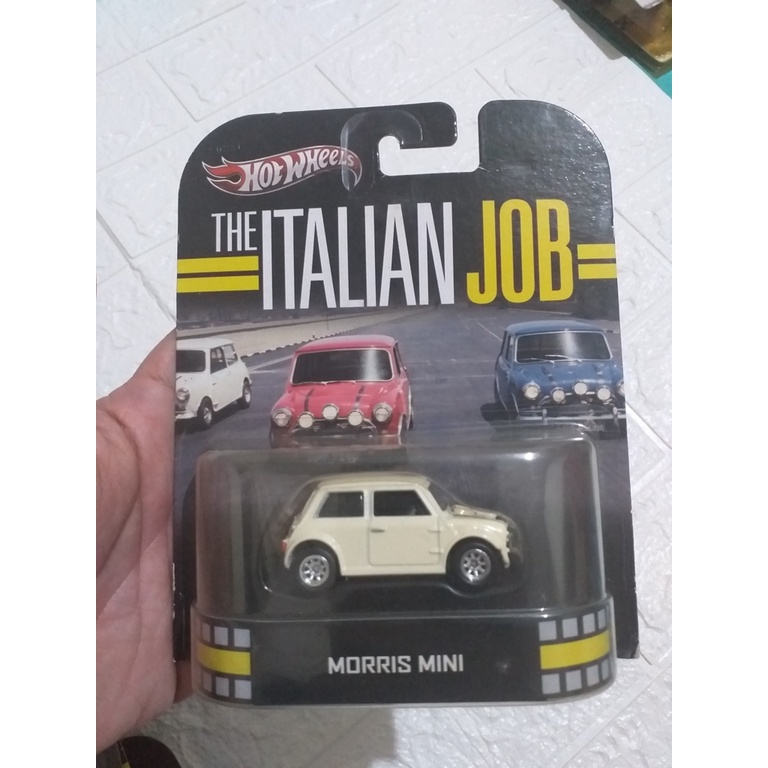 HOT WHEELS
THE ITALIAN JOB
MORRIS MINI